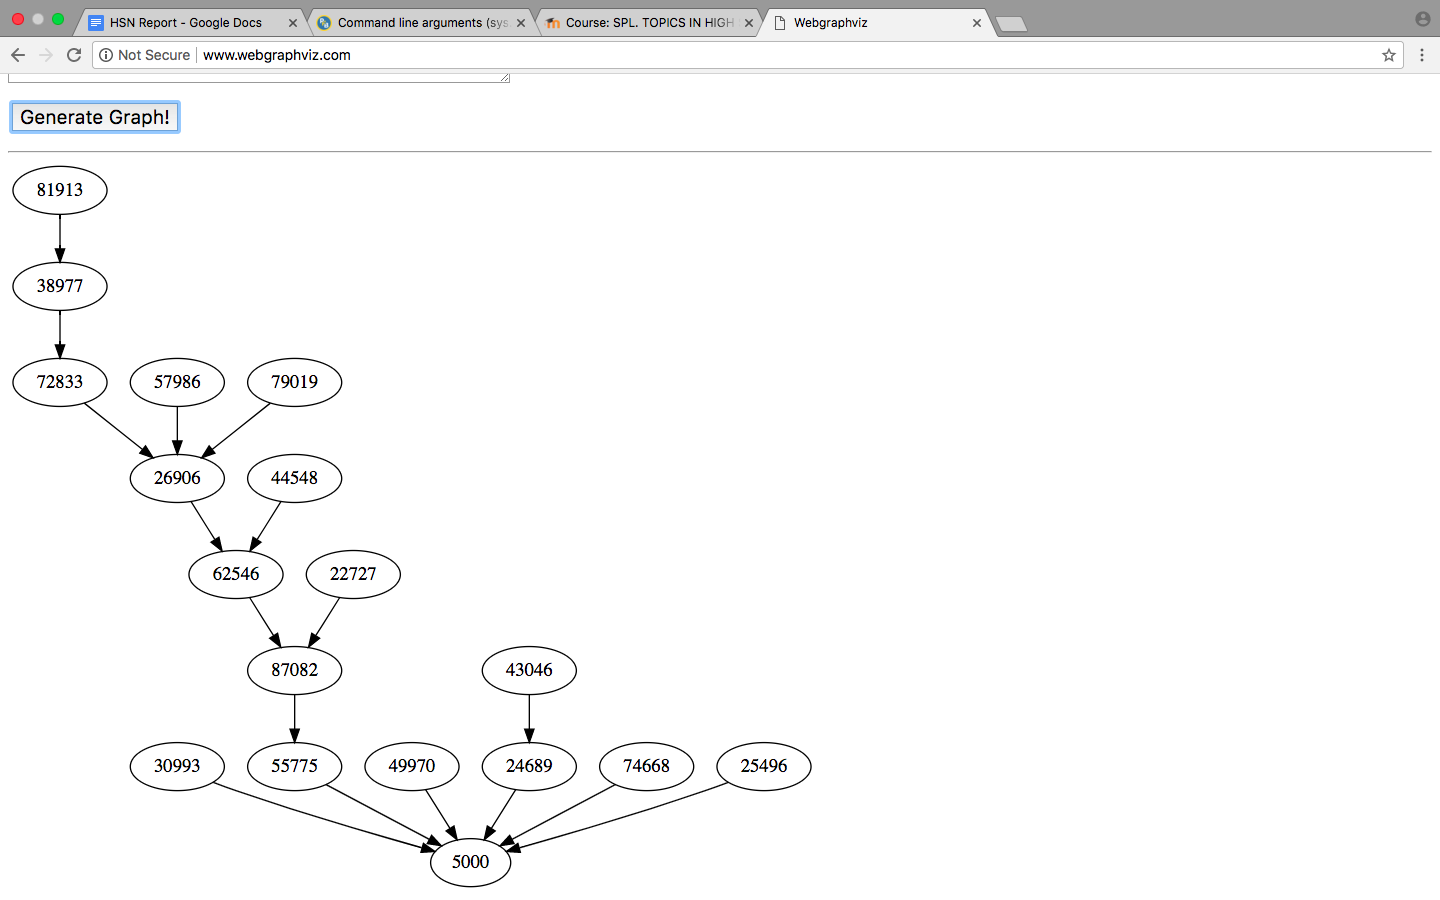 HSN Report - Google Docs
Command line arguments (sys.
Course: SPL. TOPICS IN HIGH
Webgraphviz
Not Secure
www.webgraphviz.com
Generate Graph!
81913
38977
72833 57986 79019
26906 44548
62546 22727
87082 43046
30993 55775 49970 24689 74668 25496
5000